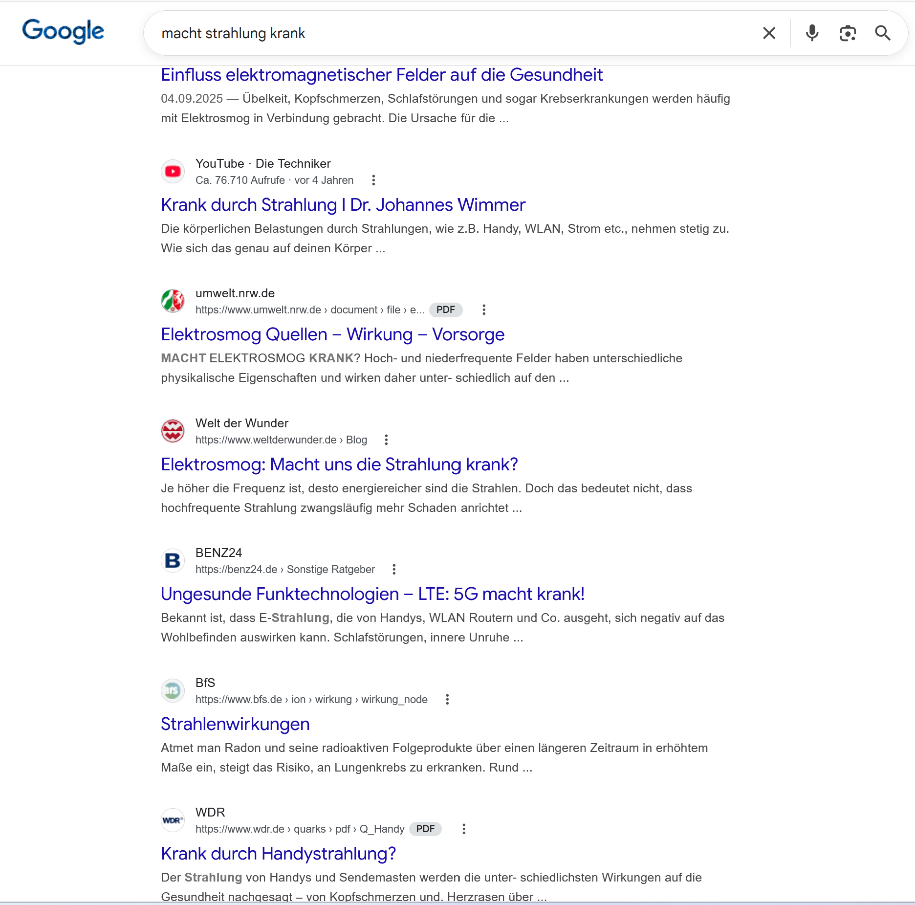 Google
macht strahlung krank
Einfluss elektromagnetischer Felder auf die Gesundheit
04.09.2025 — Übelkeit, Kopfschmerzen, Schlafstörungen und sogar Krebserkrankungen werden häufig
mit Elektrosmog in Verbindung gebracht. Die Ursache für die ...
YouTube · Die Techniker
Ca. 76.710 Aufrufe · vor 4 Jahren
Krank durch Strahlung I Dr. Johannes Wimmer
Die körperlichen Belastungen durch Strahlungen, wie z.B. Handy, WLAN, Strom etc., nehmen stetig zu.
Wie sich das genau auf deinen Körper ...
umwelt.nrw.de
https://www.umwelt.nrw.de › document › file › e... PDF
Elektrosmog Quellen – Wirkung – Vorsorge
MACHT ELEKTROSMOG KRANK? Hoch- und niederfrequente Felder haben unterschiedliche
physikalische Eigenschaften und wirken daher unter- schiedlich auf den ...
Welt der Wunder
https://www.weltderwunder.de › Blog
Elektrosmog: Macht uns die Strahlung krank?
Je höher die Frequenz ist, desto energiereicher sind die Strahlen. Doch das bedeutet nicht, dass
hochfrequente Strahlung zwangsläufig mehr Schaden anrichtet ...
B
BENZ24
https://benz24.de › Sonstige Ratgeber
Ungesunde Funktechnologien – LTE: 5G macht krank!
Bekannt ist, dass E-Strahlung, die von Handys, WLAN Routern und Co. ausgeht, sich negativ auf das
Wohlbefinden auswirken kann. Schlafstörungen, innere Unruhe ...
BfS
BfS
https://www.bfs.de › ion › wirkung › wirkung_node
Strahlenwirkungen
Atmet man Radon und seine radioaktiven Folgeprodukte über einen längeren Zeitraum in erhöhtem
Maße ein, steigt das Risiko, an Lungenkrebs zu erkranken. Rund ...
WDR
WDR
https://www.wdr.de › quarks › pdf › Q_Handy PDF
Krank durch Handystrahlung?
Der Strahlung von Handys und Sendemasten werden die unter- schiedlichsten Wirkungen auf die
Gesundheit nachgesagt – von Kopfschmerzen und. Herzrasen über ...